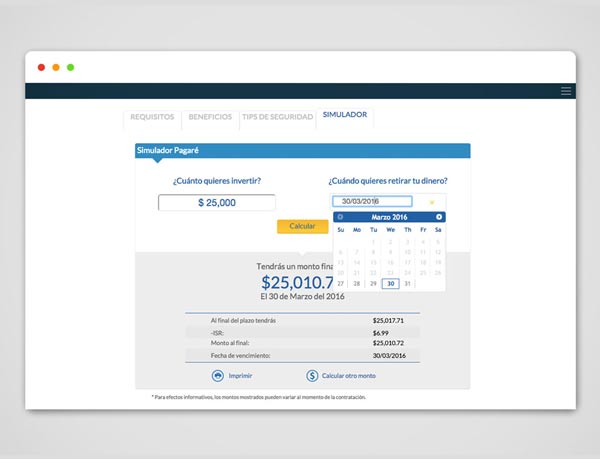 REQUISITOS BENEFICIOS TIPS DE SEGURIDAD SIMULADOR
Simulador Pagaré
¿Cuánto quieres invertir? ¿Cuándo quieres retirar tu dinero?
$ 25,000 30/03/2016
Calcular
Marzo 2016
Su Mo Tu We Th Fr Sa
1 2 3 4 5
6 7 8 9 10 11 12
13 14 15 16 17 18 19
20 21 22 23 24 25 26
27 28 29 30 31
Tendrás un monto fina
$25,010.7
El 30 de Marzo del 2016
Al final del plazo tendrás $25,017.71
-ISR: $6.99
Monto al final: $25,010.72
Fecha de vencimiento: 30/03/2016
Imprimir Calcular otro monto
* Para efectos informativos, los montos mostrados pueden variar al momento de la contratación.